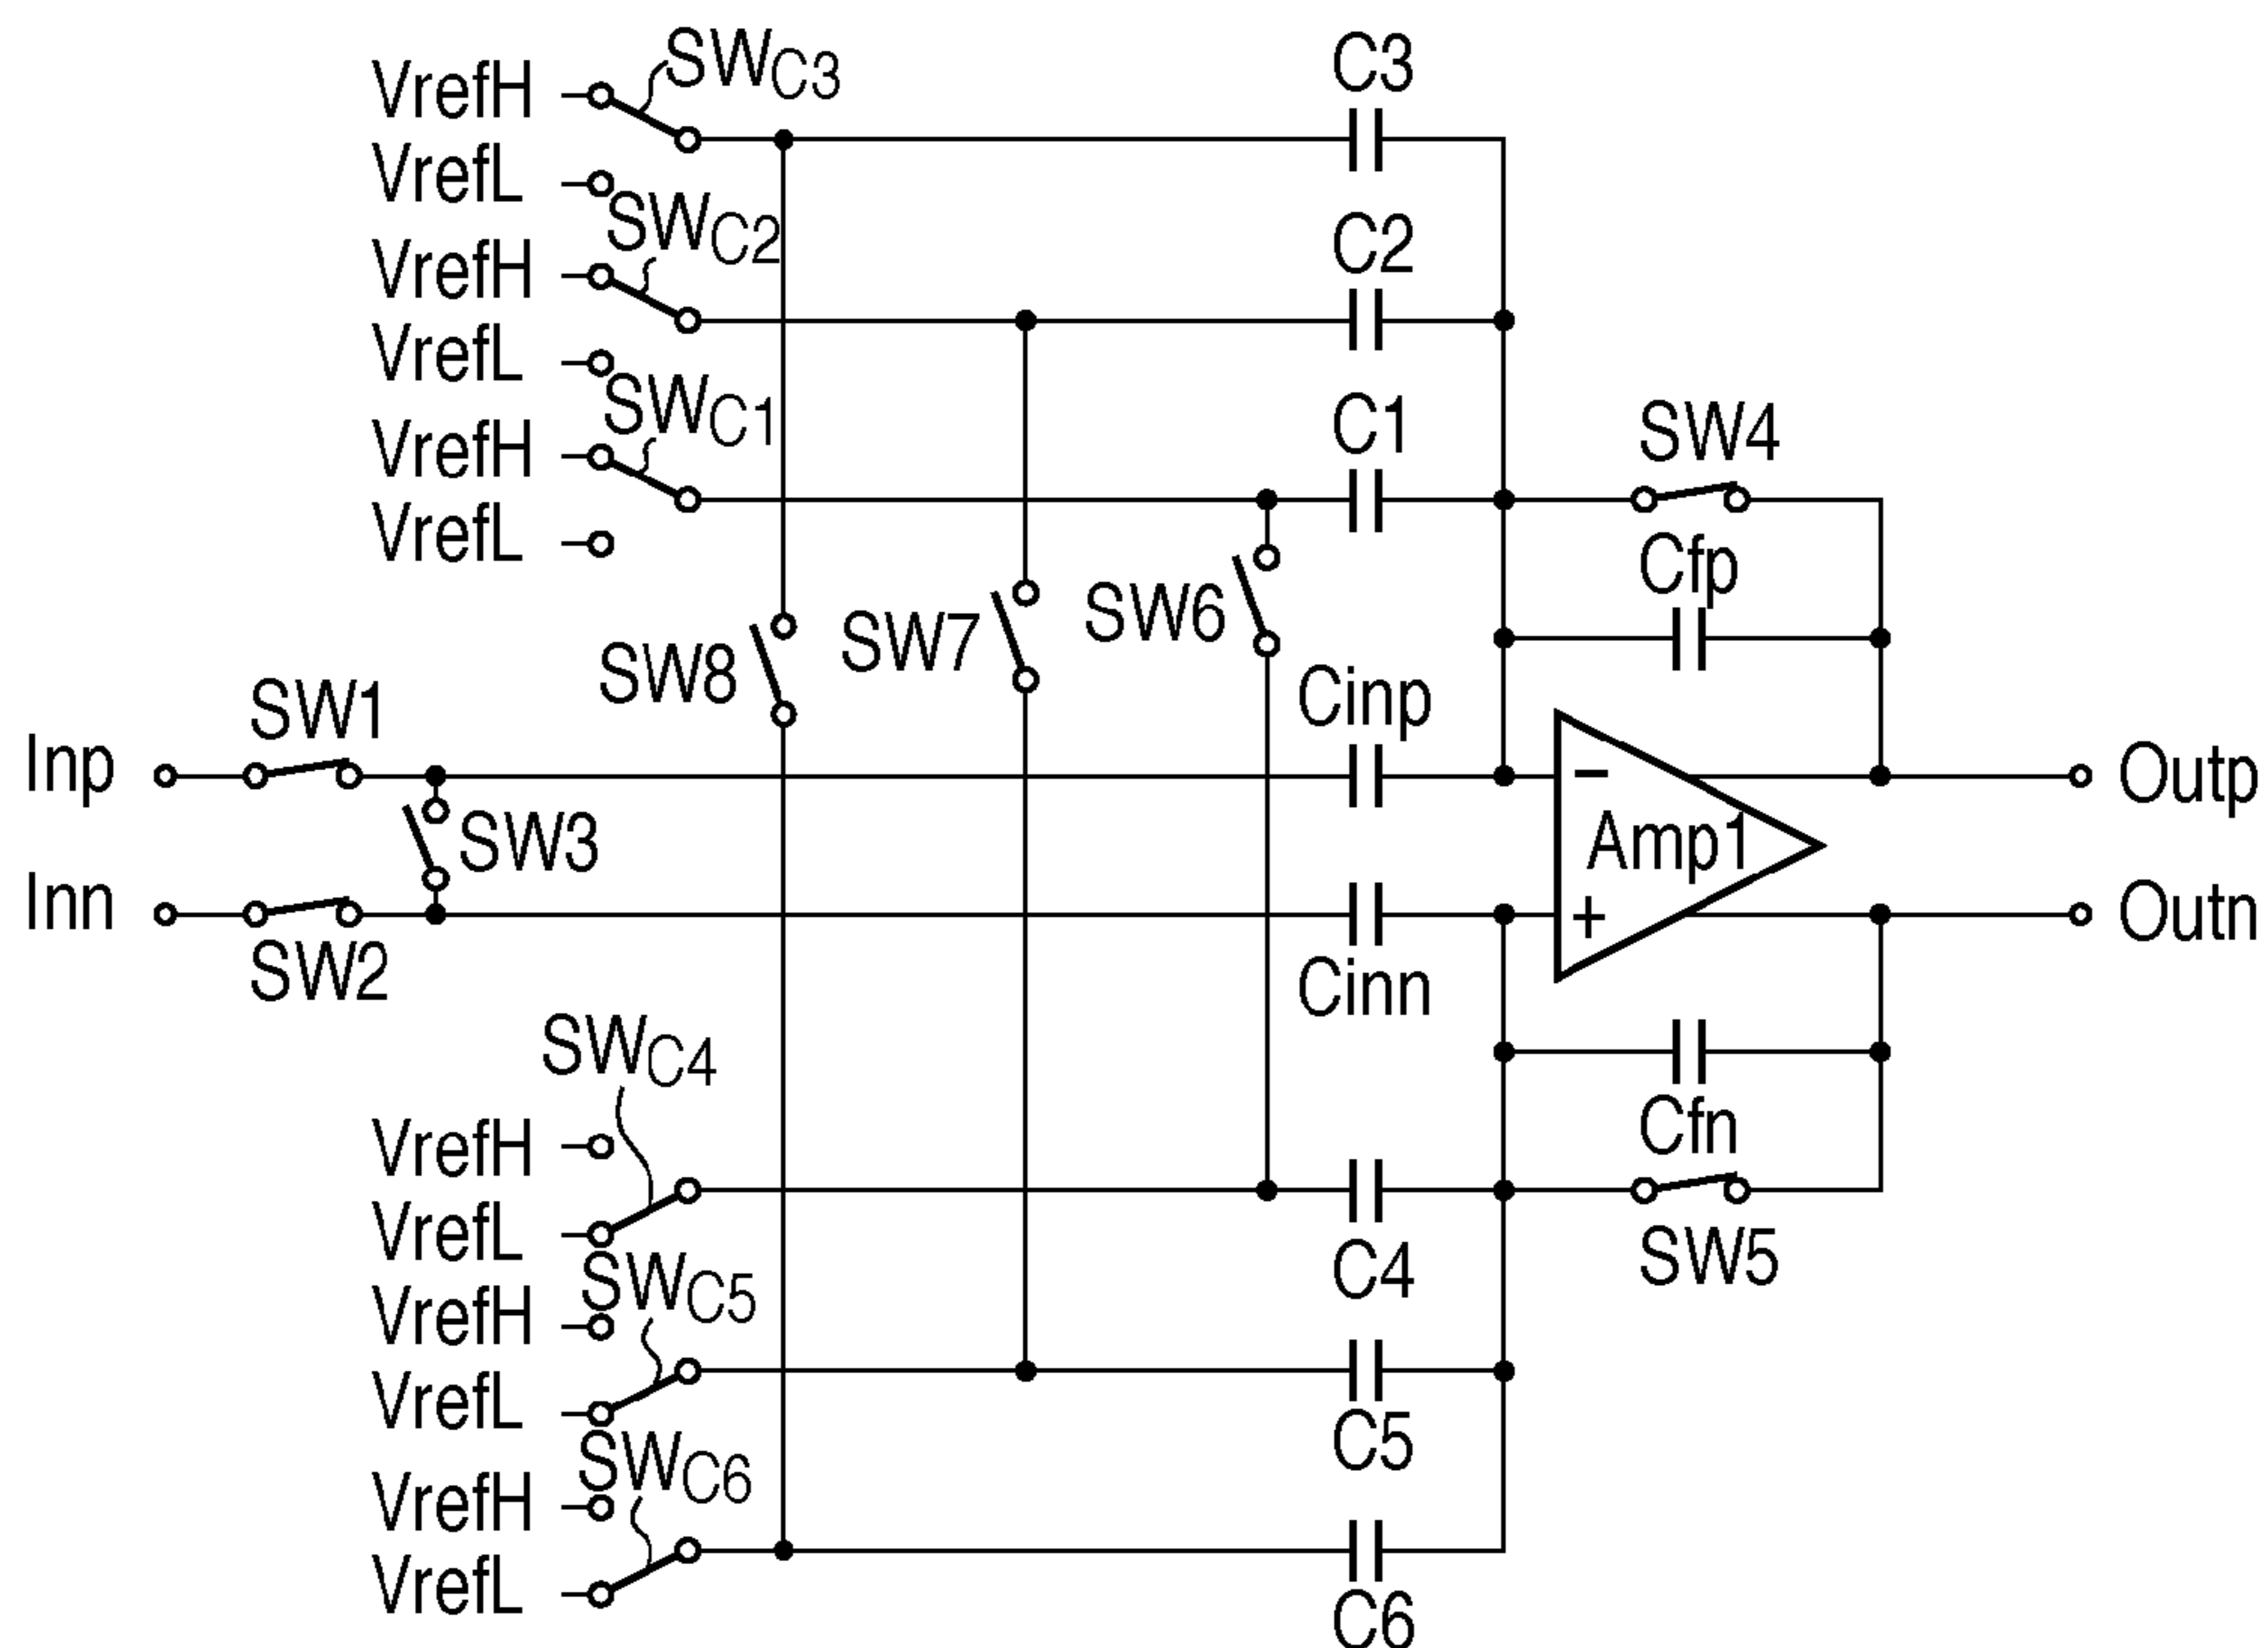 SWC3
C3
VrefH
VrefL
SWC2
C2
VrefH
VrefL
SWC1
C1
SW4
VrefH
VrefL
Cfp
SW6
SW7
SW8
Cinp
SW1
Inp
Outp
SW3
Amp1
−
+
Inn
Outn
SW2
Cinn
SWC4
VrefH
Cfn
VrefL
C4
SW5
SWC5
VrefH
VrefL
C5
SWC6
VrefH
VrefL
C6